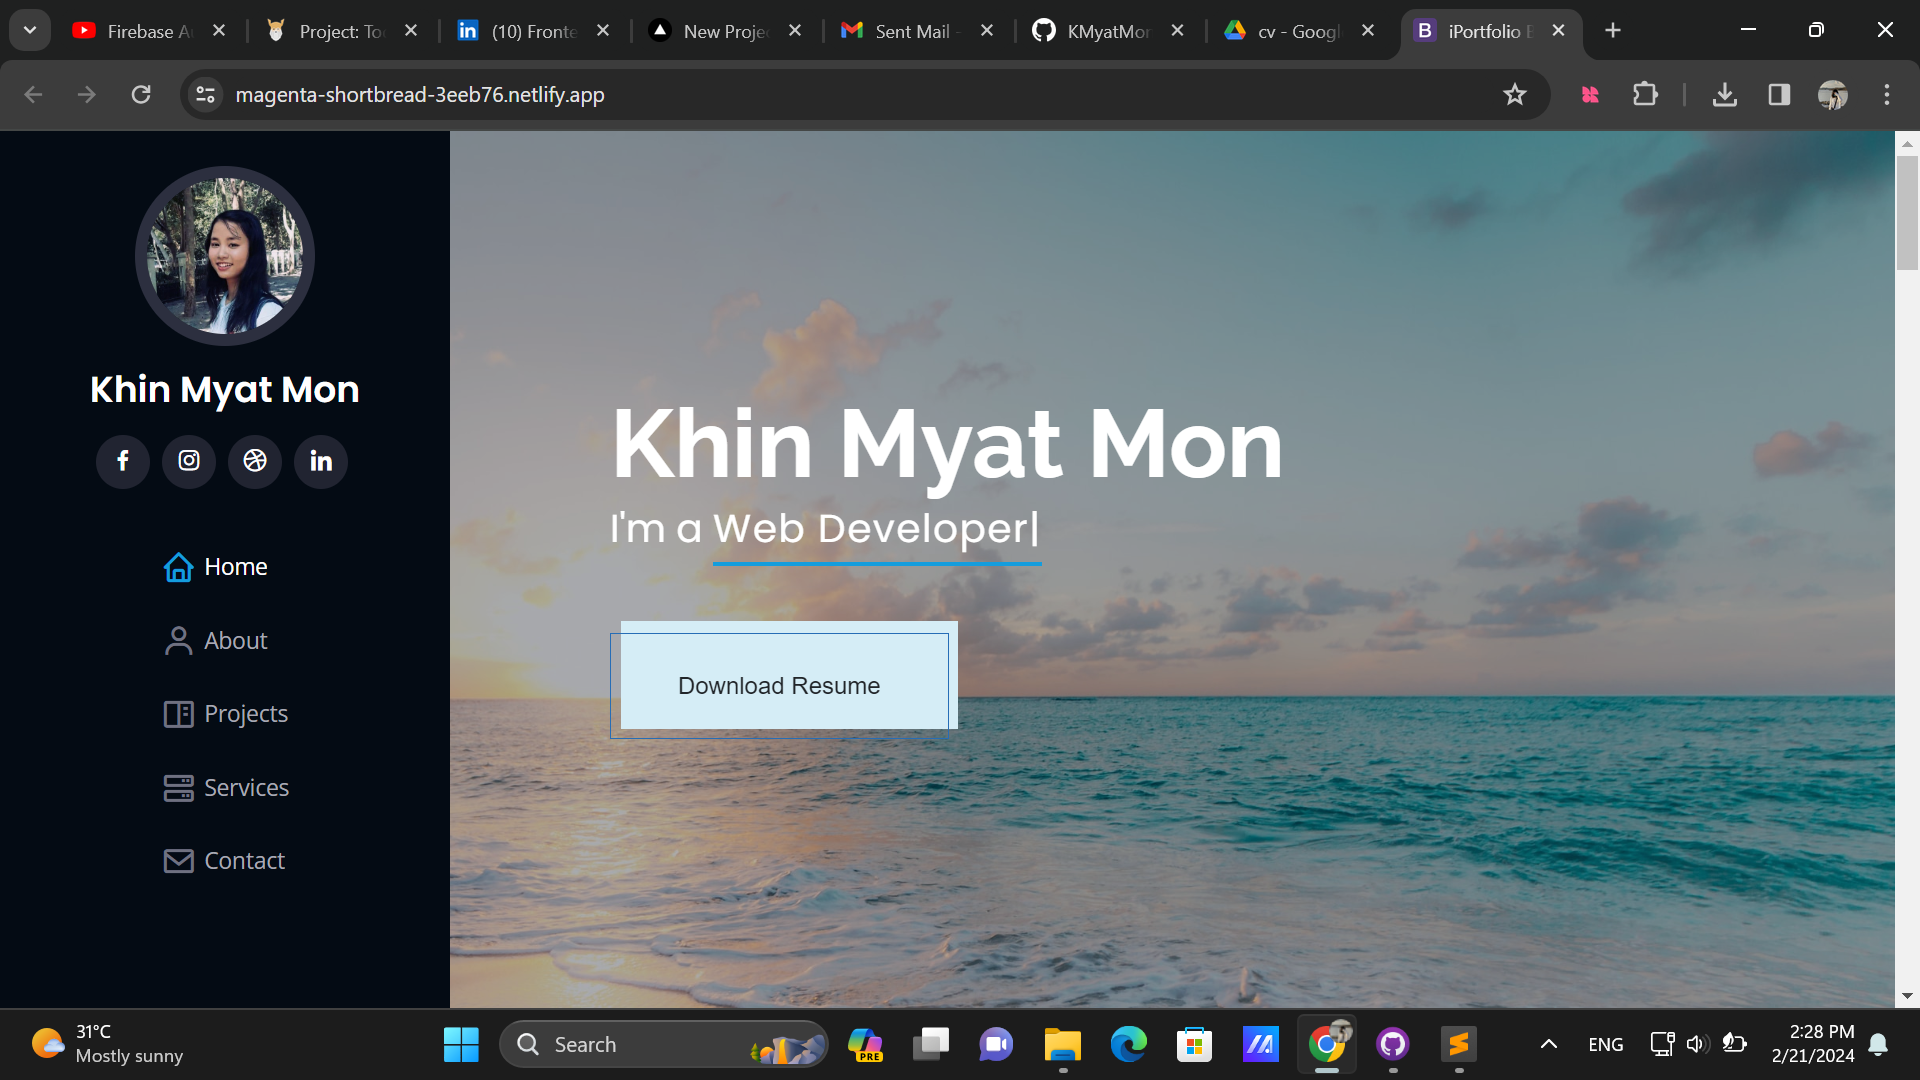 Firebase A
Project: To
(10) Fronte
New Proje
Sent Mail -
KMyatMon
cv - Googl
B
iPortfolio B
magenta-shortbread-3eeb76.netlify.app
Khin Myat Mon
Home
About
Projects
Services
Contact
Khin Myat Mon
I'm a Web Developer|
Download Resume
31°C
Mostly sunny
Search
PRE
ENG
2:28 PM
2/21/2024